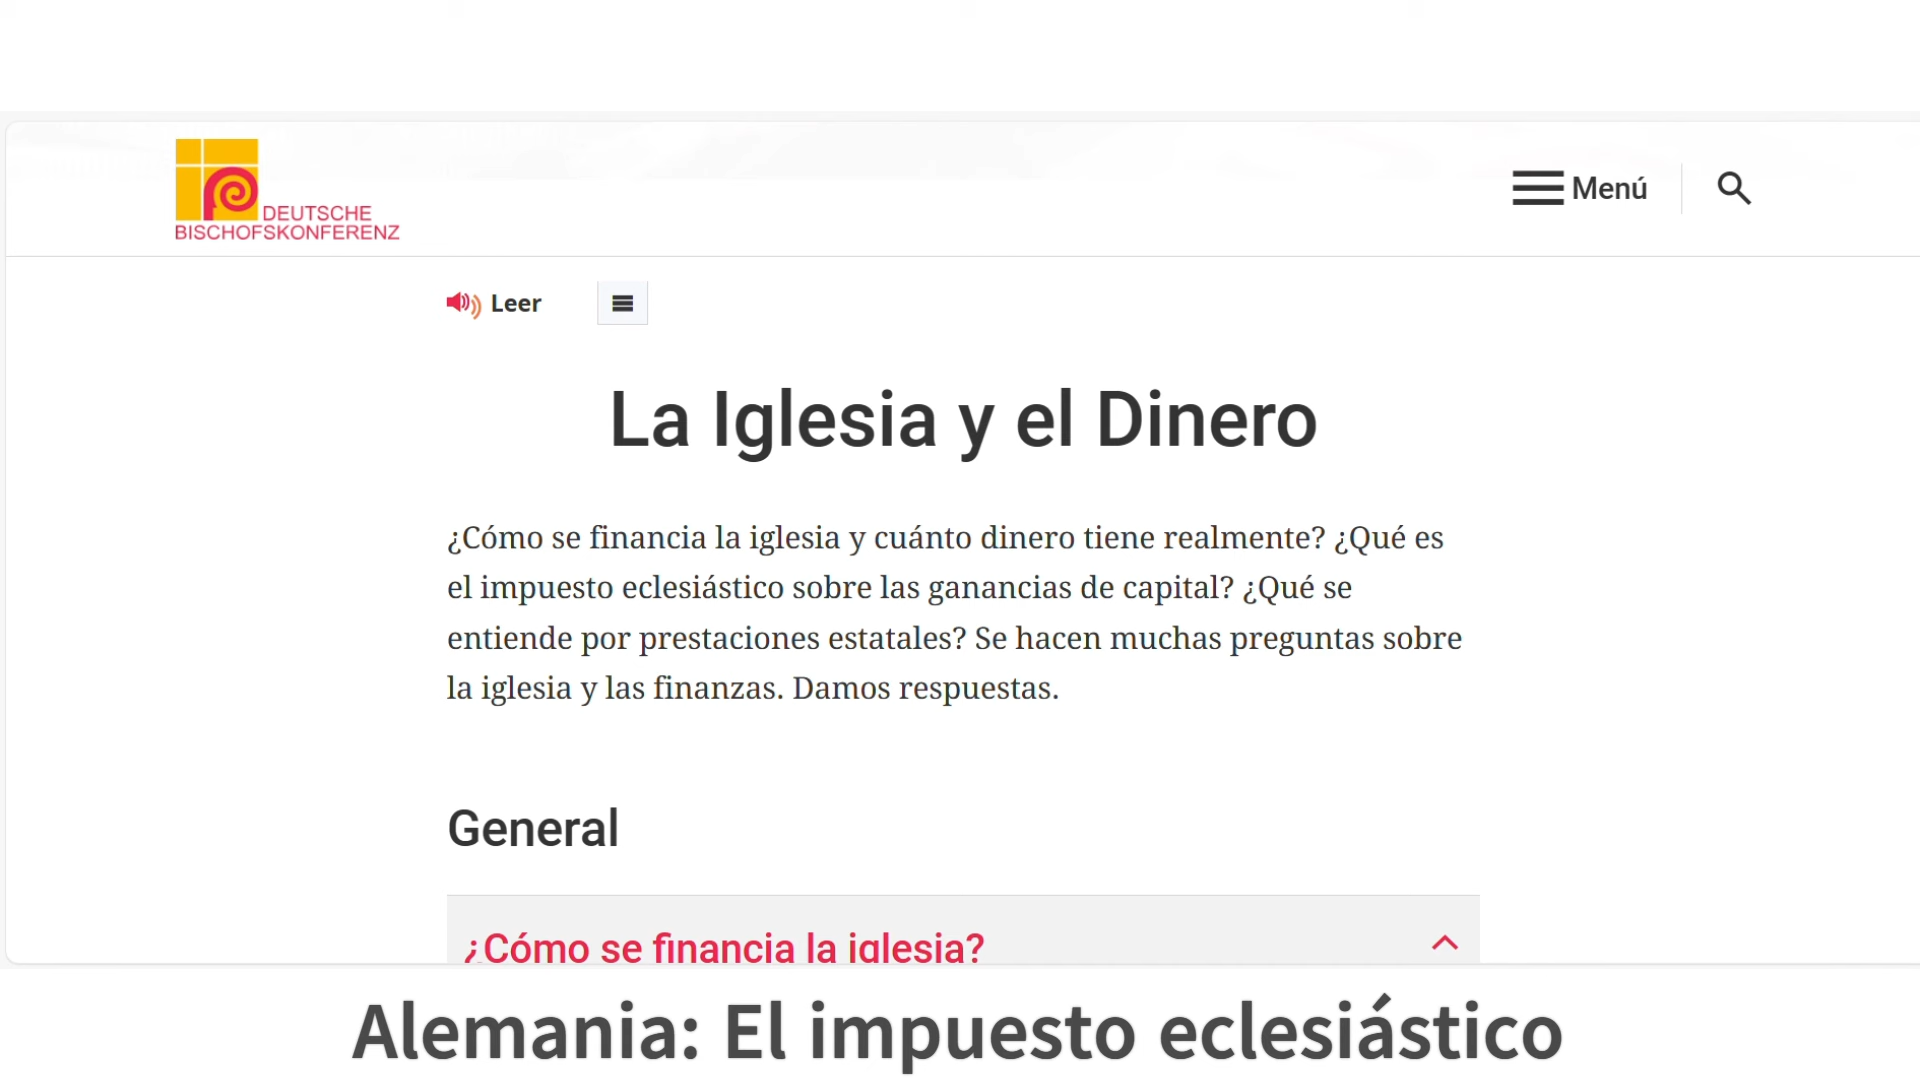 DEUTSCHE
BISCHOFSKONFERENZ
Menú
Leer
La Iglesia y el Dinero
¿Cómo se financia la iglesia y cuánto dinero tiene realmente? ¿Qué es
el impuesto eclesiástico sobre las ganancias de capital? ¿Qué se
entiende por prestaciones estatales? Se hacen muchas preguntas sobre
la iglesia y las finanzas. Damos respuestas.
General
¿Cómo se financia la iglesia?
Alemania: El impuesto eclesiástico